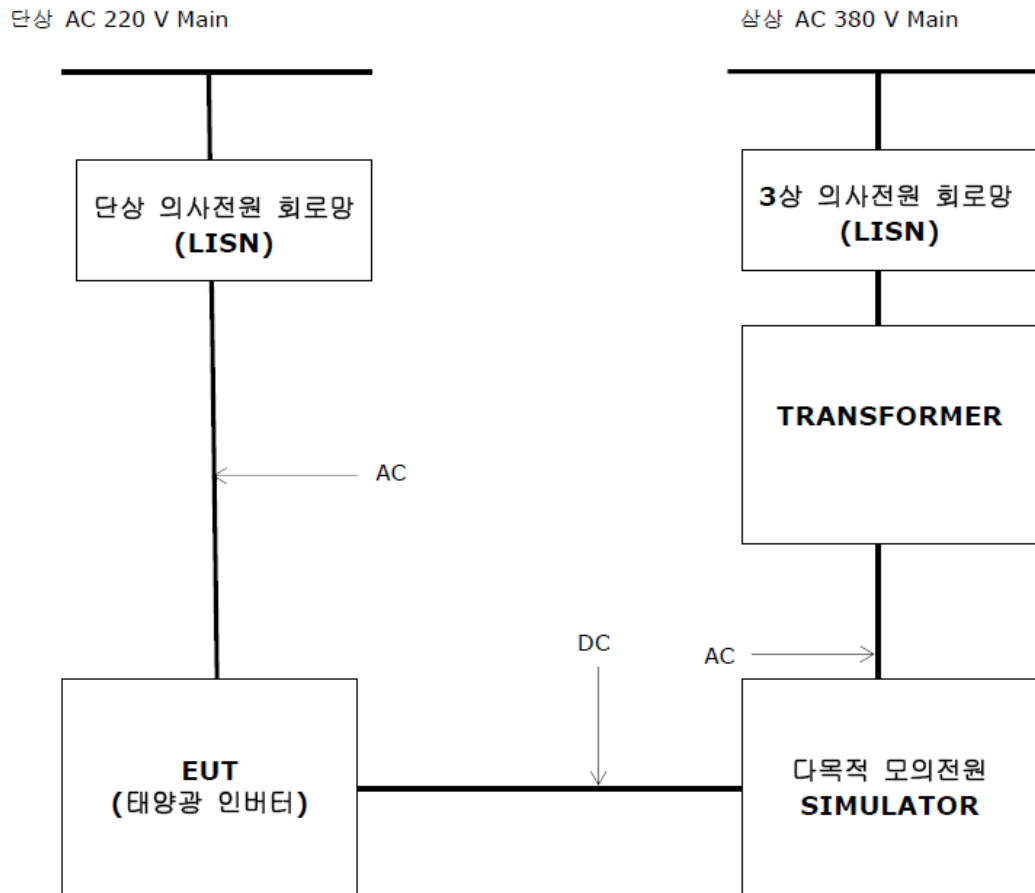 단상 AC 220 V Main
삼상 AC 380 V Main
단상 의사전원 회로망
(LISN)
3상 의사전원 회로망
(LISN)
TRANSFORMER
AC
DC
AC
EUT
(태양광 인버터)
다목적 모의전원
SIMULATOR